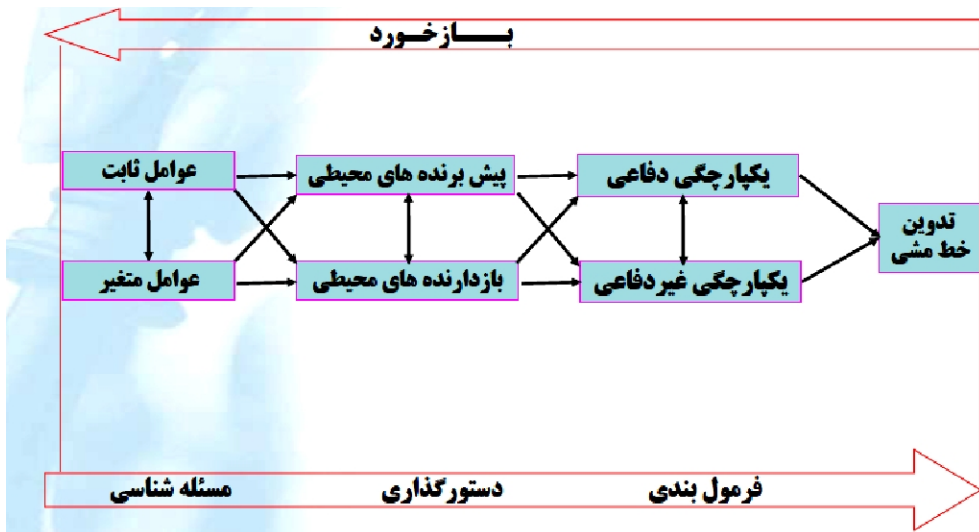 بـــــازخــورد
عوامل ثابت
پیش برنده های محیطی
یکپارچگی دفاعی
تدوین
خط مشی
عوامل متغیر
بازدارنده های محیطی
یکپارچگی غیردفاعی
مسئله شناسی
دستورگذاری
فرمول بندی